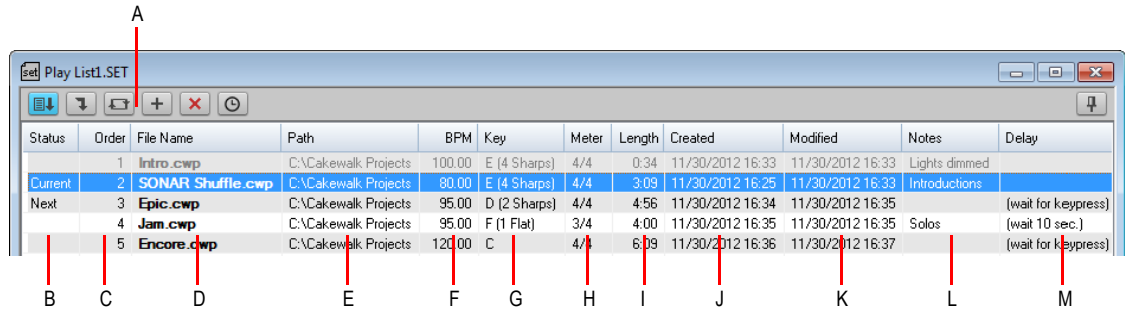 A
set Play List1.SET
Status Order File Name Path BPM Key Meter Length Created Modified Notes Delay
1 Intro.cwp C:\Cakewalk Projects 100.00 E (4 Sharps) 4/4 0:34 11/30/2012 16:33 11/30/2012 16:33 Lights dimmed
Current 2 SONAR Shuffle.cwp C:\Cakewalk Projects 80.00 E (4 Sharps) 4/4 3:09 11/30/2012 16:25 11/30/2012 16:33 Introductions
Next 3 Epic.cwp C:\Cakewalk Projects 95.00 D (2 Sharps) 4/4 4:56 11/30/2012 16:34 11/30/2012 16:35 (wait for keypress)
4 Jam.cwp C:\Cakewalk Projects 95.00 F (1 Flat) 3/4 4:00 11/30/2012 16:35 11/30/2012 16:35 Solos (wait 10 sec.)
5 Encore.cwp C:\Cakewalk Projects 120.00 C 4/4 6:09 11/30/2012 16:36 11/30/2012 16:37 (wait for keypress)
B C D E F G H I J K L M